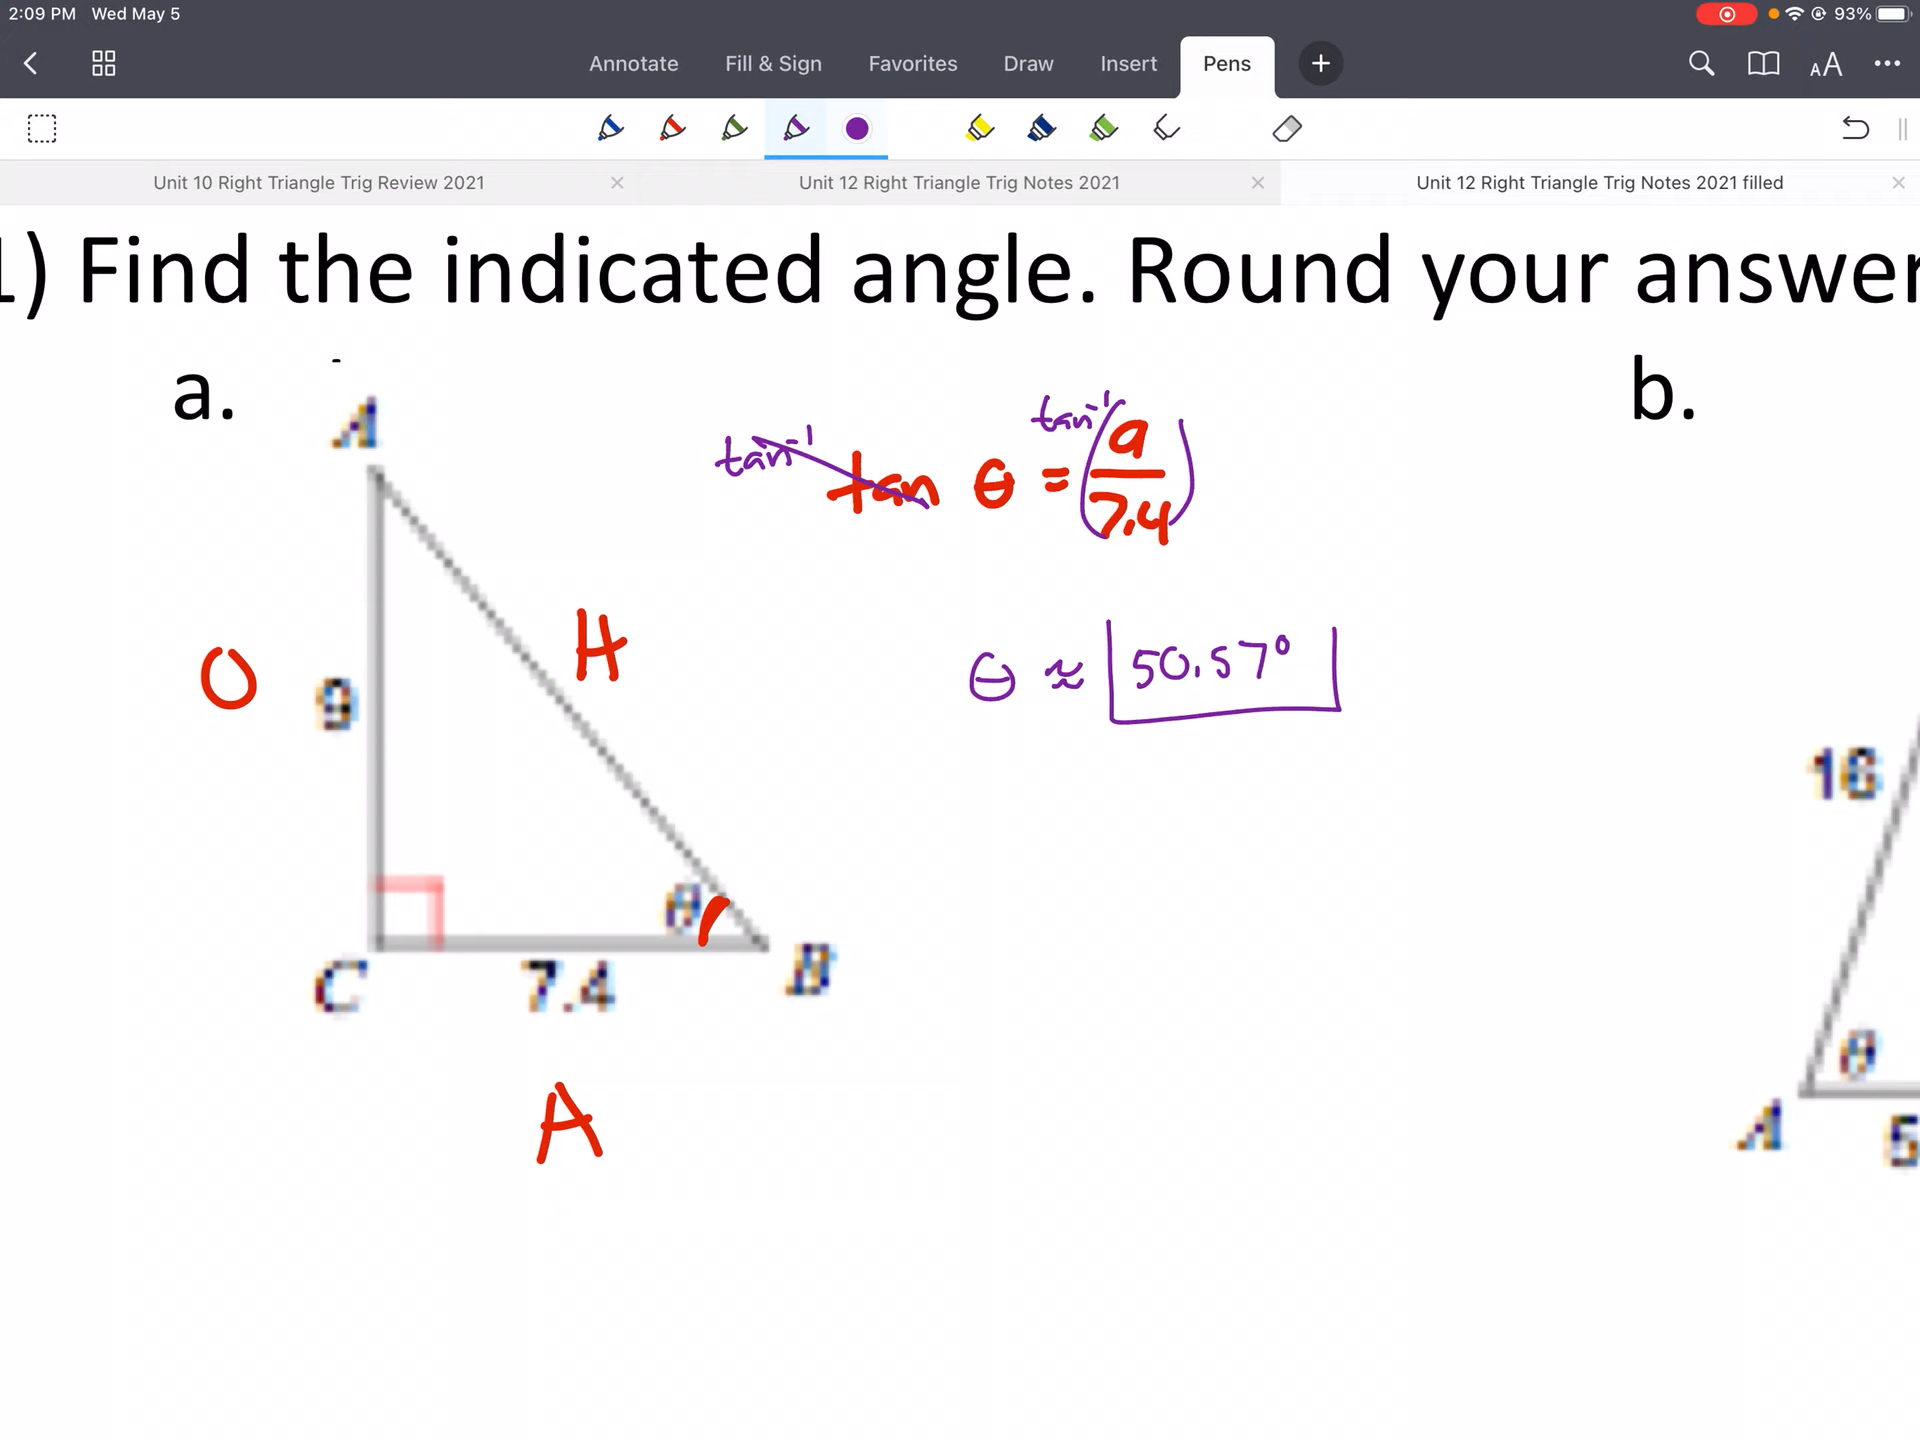 2:09 PM Wed May 5
93%
Annotate Fill & Sign Favorites Draw Insert Pens
AA
Unit 10 Right Triangle Trig Review 2021
Unit 12 Right Triangle Trig Notes 2021
Unit 12 Right Triangle Trig Notes 2021 filled
1) Find the indicated angle. Round your answer
a.
b.
A
tan⁻¹ tan θ = tan⁻¹(9/7.4)
H
O
9
θ ≈ 50.57°
16
θ
C
7.4
B
θ
A
A
5